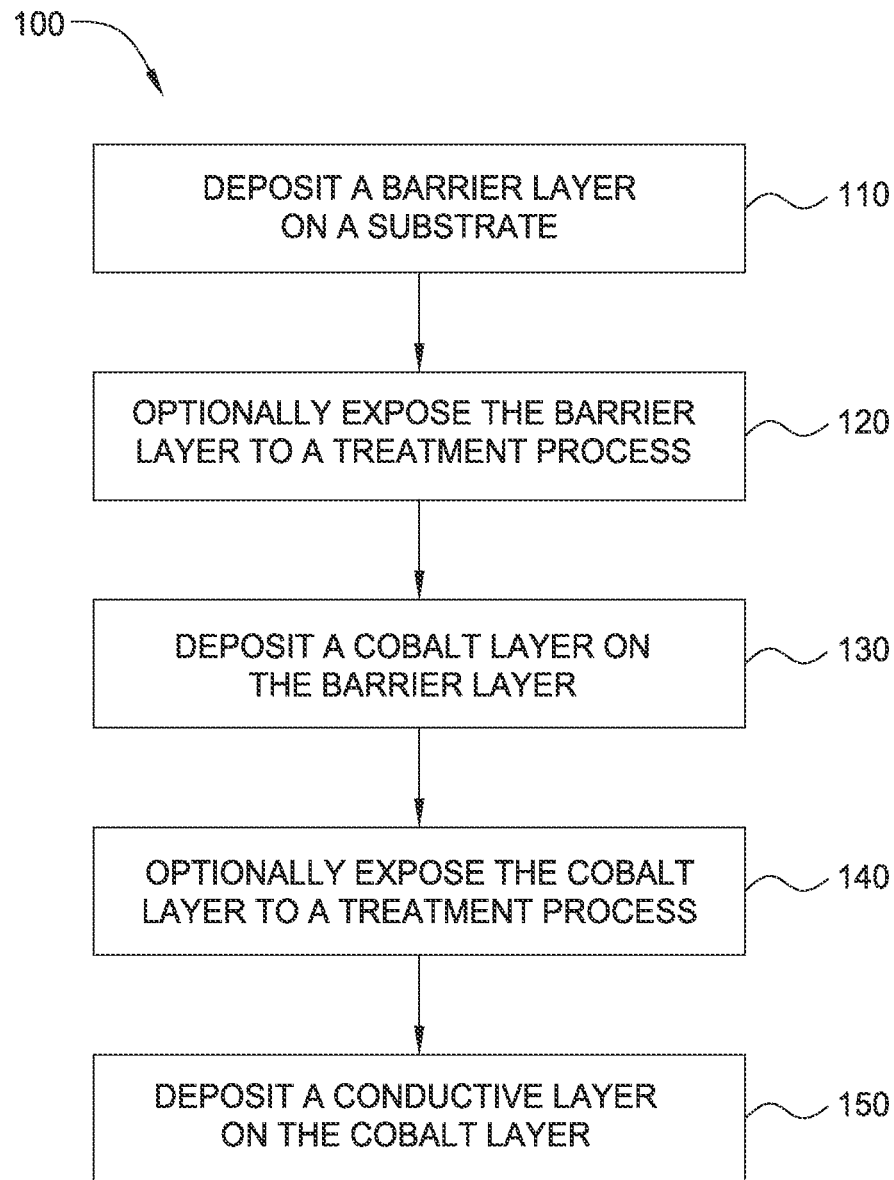 100
DEPOSIT A BARRIER LAYER
ON A SUBSTRATE
110
OPTIONALLY EXPOSE THE BARRIER
LAYER TO A TREATMENT PROCESS
120
DEPOSIT A COBALT LAYER ON
THE BARRIER LAYER
130
OPTIONALLY EXPOSE THE COBALT
LAYER TO A TREATMENT PROCESS
140
DEPOSIT A CONDUCTIVE LAYER
ON THE COBALT LAYER
150